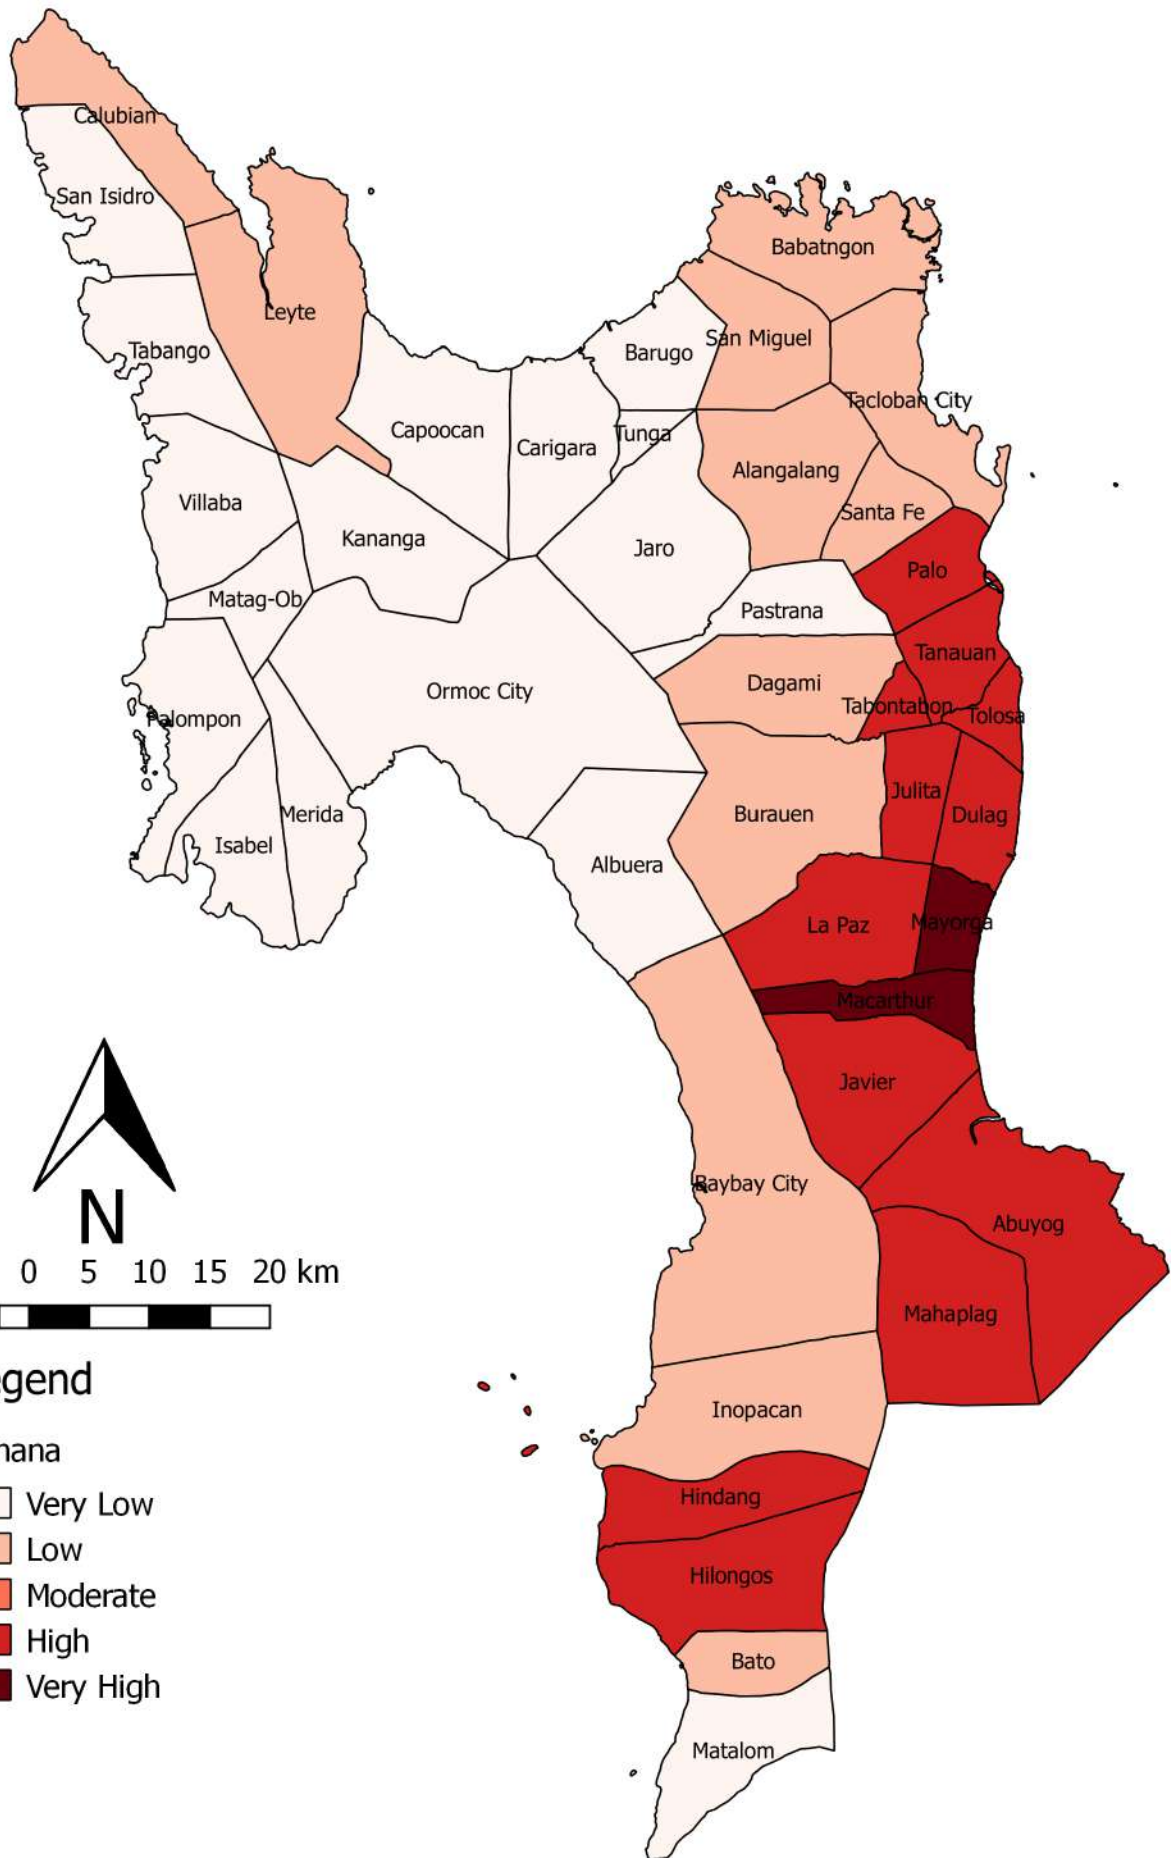 Calubian
San Isidro
Babatngon
Leyte
San Miguel
Tabango
Barugo
Tacloban City
Capoocan
Tunga
Carigara
Alangalang
Villaba
Santa Fe
Kananga
Jaro
Palo
Matag-Ob
Pastrana
Tanauan
Dagami
Ormoc City
Tabontabon
Tolosa
Palompon
Julita
Merida
Burauen
Dulag
Isabel
Albuera
La Paz
Mayorga
Macarthur
Javier
Baybay City
N
Abuyog
0 5 10 15 20 km
Mahaplag
Inopacan
Hindang
Hilongos
Bato
Matalom
egend
nana
Very Low
Low
Moderate
High
Very High